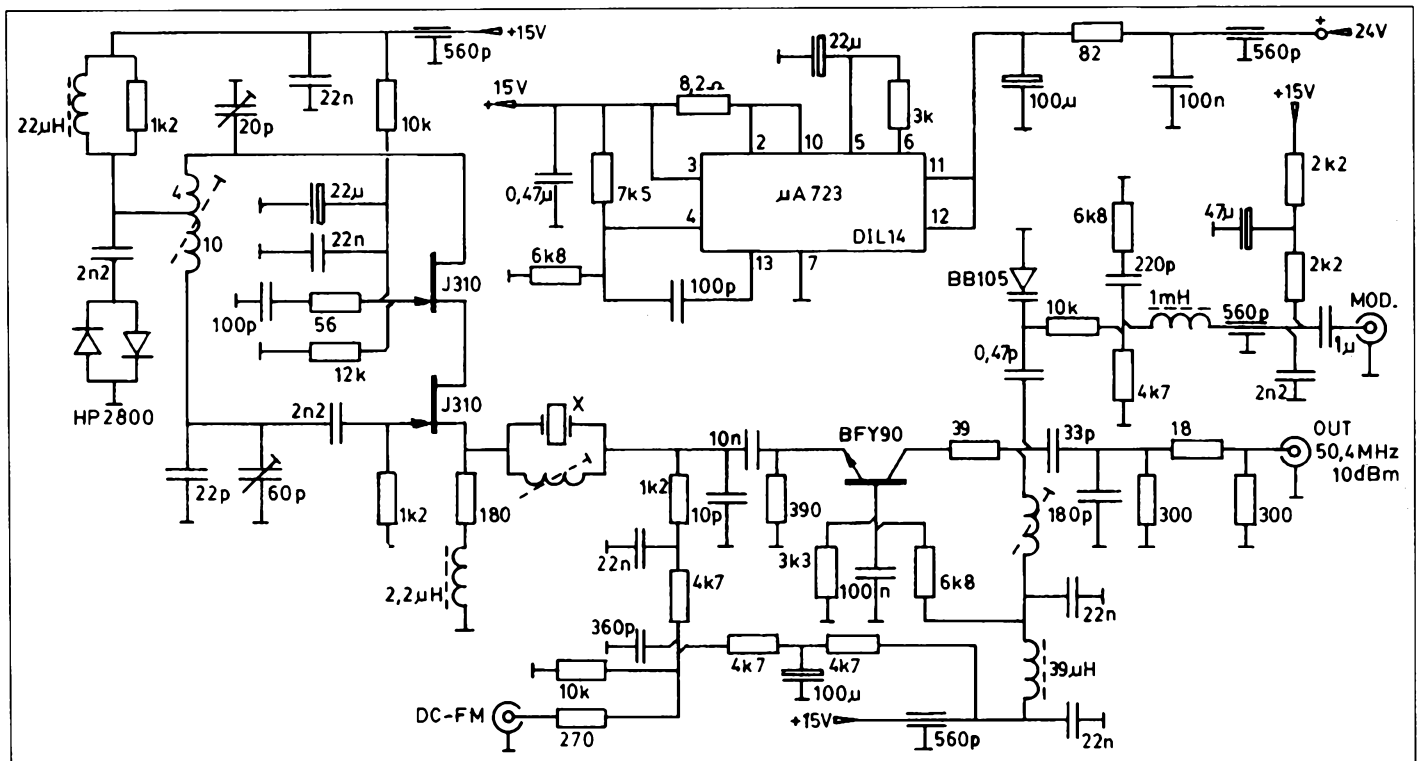 +15V
560p
22n
22µH
1k2
20p
10k
4
10
22µ
22n
2n2
100p
56
12k
J310
J310
HP2800
2n2
22p
60p
1k2
180
2,2µH
X
15V
+
8,2Ω
22µ
3k
0,47µ
7k5
6k8
100p
2
10
5
6
3
4
11
12
13
7
µA723
DIL14
100µ
82
100n
560p
+
24V
+15V
2k2
47µ
2k2
6k8
220p
BB105
10k
1mH
560p
MOD.
1µ
2n2
4k7
0,47p
10n
BFY90
39
33p
18
OUT
50,4MHz
10dBm
1k2
10p
390
22n
4k7
3k3
100n
6k8
180p
300
300
22n
360p
4k7
4k7
100µ
39µH
10k
DC-FM
270
+15V
560p
22n